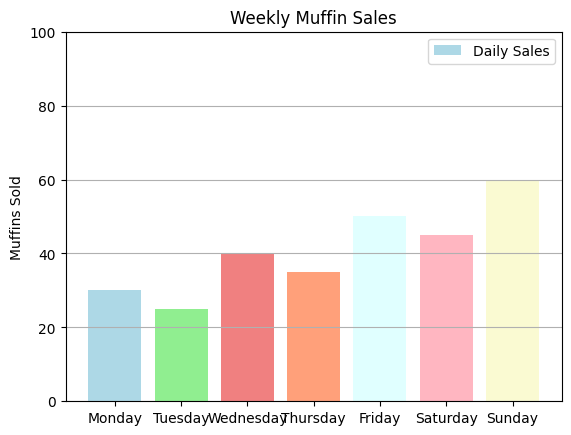 Weekly Muffin Sales
Daily Sales
Muffins Sold
100
80
60
40
20
0
Monday Tuesday Wednesday Thursday Friday Saturday Sunday